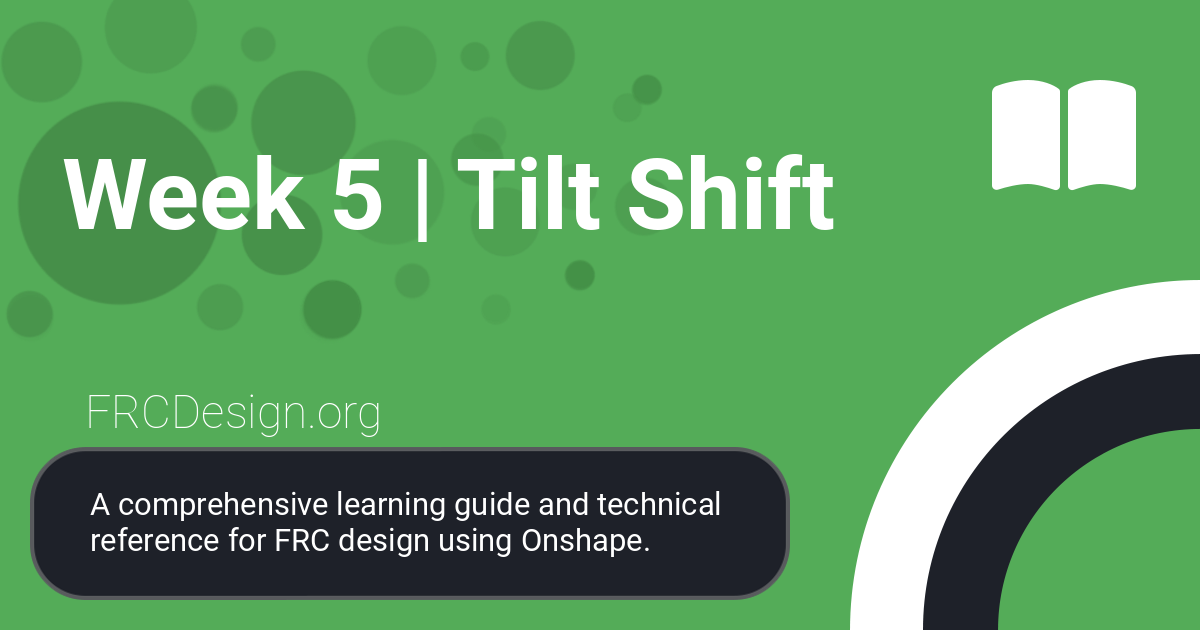 Week 5 | Tilt Shift
FRCDesign.org
A comprehensive learning guide and technical
reference for FRC design using Onshape.